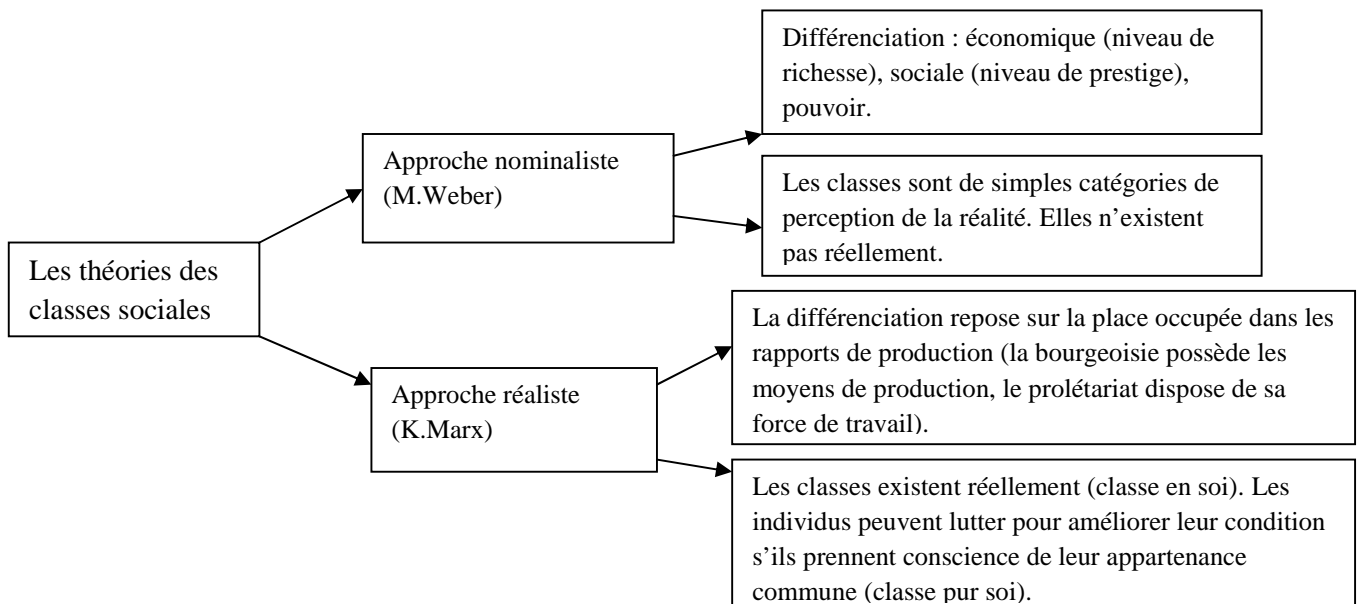 Les théories des
classes sociales
Approche nominaliste
(M.Weber)
Différenciation : économique (niveau de
richesse), sociale (niveau de prestige),
pouvoir.
Les classes sont de simples catégories de
perception de la réalité. Elles n’existent
pas réellement.
Approche réaliste
(K.Marx)
La différenciation repose sur la place occupée dans les
rapports de production (la bourgeoisie possède les
moyens de production, le prolétariat dispose de sa
force de travail).
Les classes existent réellement (classe en soi). Les
individus peuvent lutter pour améliorer leur condition
s’ils prennent conscience de leur appartenance
commune (classe pur soi).